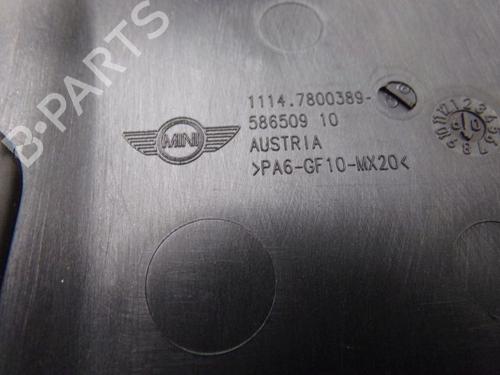 B-PARTS
1114.7800389-
586509 10
AUSTRIA
>PA6-GF10-MX20<
MINI